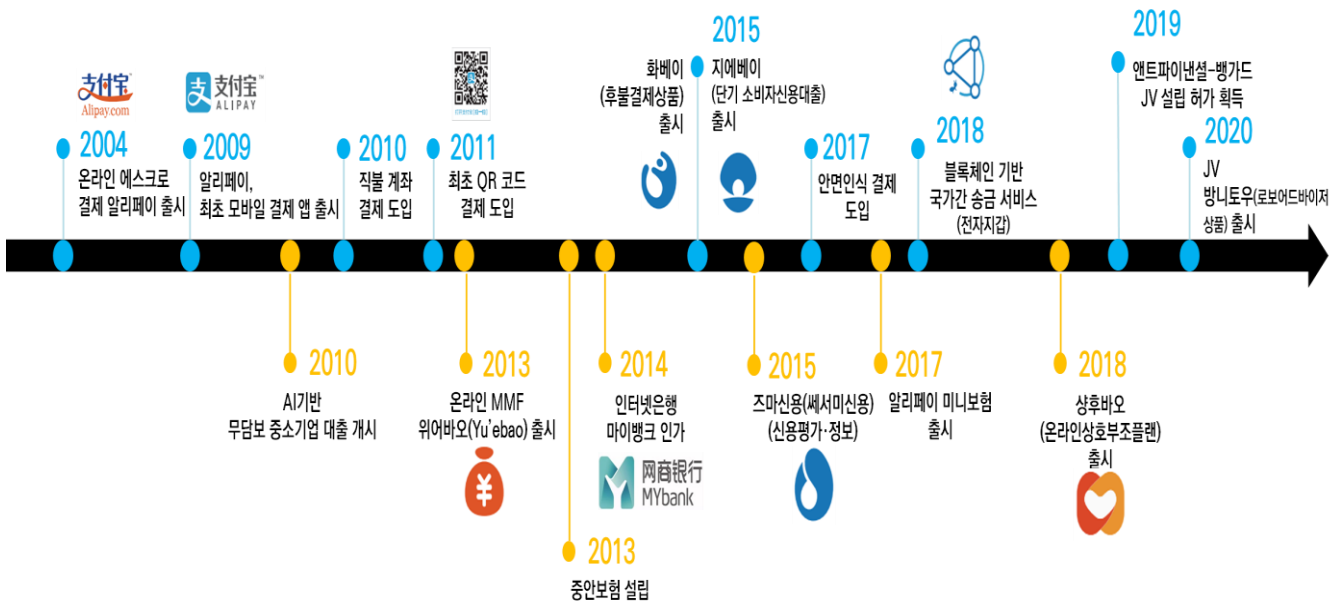 支付宝
Alipay.com
2004
온라인 에스크로
결제 알리페이 출시
支 支付宝™
ALIPAY
2009
알리페이,
최초 모바일 결제 앱 출시
2010
직불 계좌
결제 도입
2011
최초 QR 코드
결제 도입
화베이
(후불결제상품)
출시
2015
지에베이
(단기 소비자신용대출)
출시
2017
안면인식 결제
도입
2018
블록체인 기반
국가간 송금 서비스
(전자지갑)
2019
앤트파이낸셜-뱅가드
JV 설립 허가 획득
2020
JV
방니토우(로보어드바이저
상품) 출시
2010
AI기반
무담보 중소기업 대출 개시
2013
온라인 MMF
위어바오(Yu'ebao) 출시
¥
2013
중안보험 설립
2014
인터넷은행
마이뱅크 인가
网商银行
MYbank
2015
즈마신용(쎄서미신용)
(신용평가·정보)
2017
알리페이 미니보험
출시
2018
샹후바오
(온라인상호부조플랜)
출시